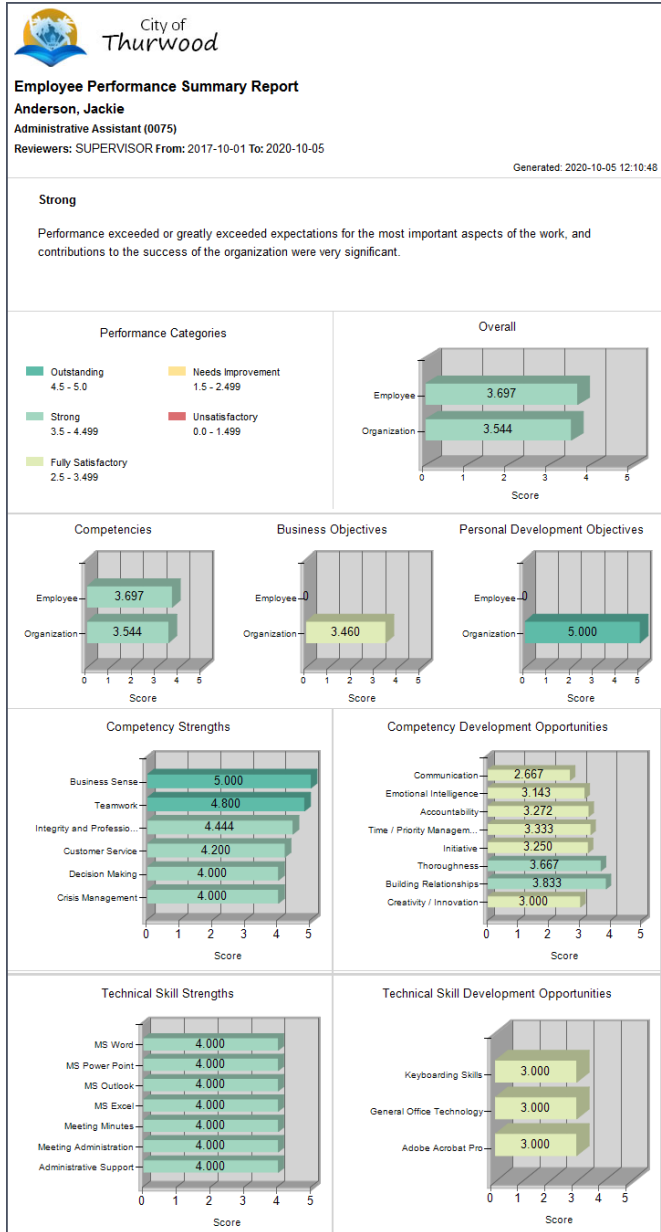 City of
Thurwood
Employee Performance Summary Report
Anderson, Jackie
Administrative Assistant (0075)
Reviewers: SUPERVISOR From: 2017-10-01 To: 2020-10-05
Generated: 2020-10-05 12:10:48
Strong
Performance exceeded or greatly exceeded expectations for the most important aspects of the work, and
contributions to the success of the organization were very significant.
Performance Categories
Outstanding
4.5 - 5.0
Needs Improvement
1.5 - 2.499
Strong
3.5 - 4.499
Unsatisfactory
0.0 - 1.499
Fully Satisfactory
2.5 - 3.499
Overall
Employee 3.697
Organization 3.544
0 1 2 3 4 5
Score
Competencies
Employee 3.697
Organization 3.544
0 1 2 3 4 5
Score
Business Objectives
Employee 0
Organization 3.460
0 1 2 3 4 5
Score
Personal Development Objectives
Employee 0
Organization 5.000
0 1 2 3 4 5
Score
Competency Strengths
Business Sense 5.000
Teamwork 4.800
Integrity and Professio... 4.444
Customer Service 4.200
Decision Making 4.000
Crisis Management 4.000
0 1 2 3 4 5
Score
Competency Development Opportunities
Communication 2.667
Emotional Intelligence 3.143
Accountability 3.272
Time / Priority Managem... 3.333
Initiative 3.250
Thoroughness 3.667
Building Relationships 3.833
Creativity / Innovation 3.000
0 1 2 3 4 5
Score
Technical Skill Strengths
MS Word 4.000
MS Power Point 4.000
MS Outlook 4.000
MS Excel 4.000
Meeting Minutes 4.000
Meeting Administration 4.000
Administrative Support 4.000
0 1 2 3 4 5
Score
Technical Skill Development Opportunities
Keyboarding Skills 3.000
General Office Technology 3.000
Adobe Acrobat Pro 3.000
0 1 2 3 4 5
Score